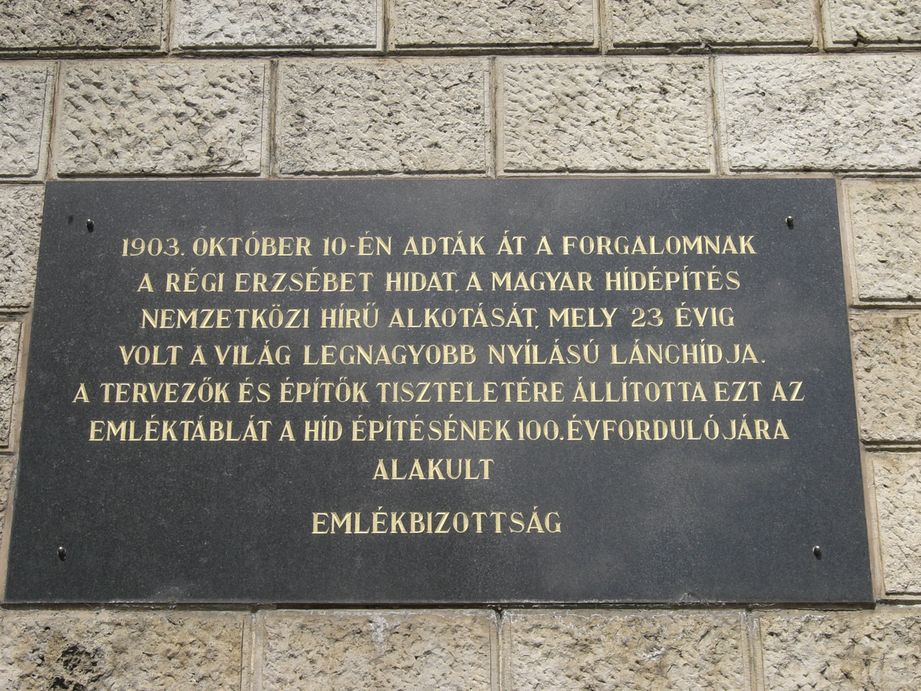 1903. OKTÓBER 10-ÉN ADTÁK ÁT A FORGALOMNAK
A RÉGI ERZSÉBET HIDAT, A MAGYAR HÍDÉPÍTÉS
NEMZETKÖZI HÍRŰ ALKOTÁSÁT, MELY 23 ÉVIG
VOLT A VILÁG LEGNAGYOBB NYÍLÁSÚ LÁNCHÍDJA.
A TERVEZŐK ÉS ÉPÍTŐK TISZTELETÉRE ÁLLÍTOTTA EZT AZ
EMLÉKTÁBLÁT A HÍD ÉPÍTÉSÉNEK 100. ÉVFORDULÓJÁRA
ALAKULT
EMLÉKBIZOTTSÁG